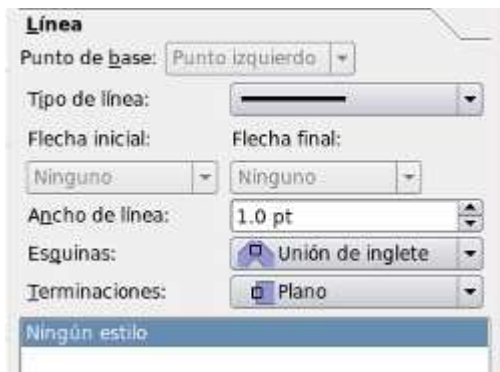 Línea
Punto de base: Punto izquierdo
Tipo de línea:
Flecha inicial: Flecha final:
Ninguno Ninguno
Ancho de línea: 1.0 pt
Esquinas: Unión de inglete
Terminaciones: Plano
Ningún estilo